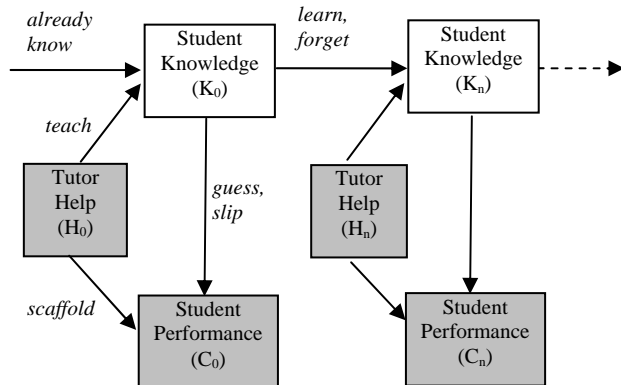 already
know
Student
Knowledge
(K₀)
learn,
forget
Student
Knowledge
(Kₙ)
teach
Tutor
Help
(H₀)
guess,
slip
Tutor
Help
(Hₙ)
scaffold
Student
Performance
(C₀)
Student
Performance
(Cₙ)